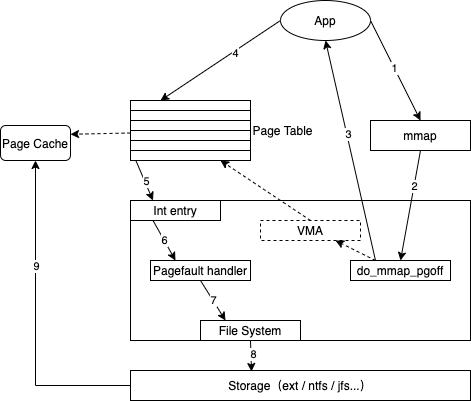 App
4
1
Page Table
3
mmap
Page Cache
2
5
Int entry
VMA
6
9
Pagefault handler
do_mmap_pgoff
7
File System
8
Storage（ext / ntfs / jfs...）